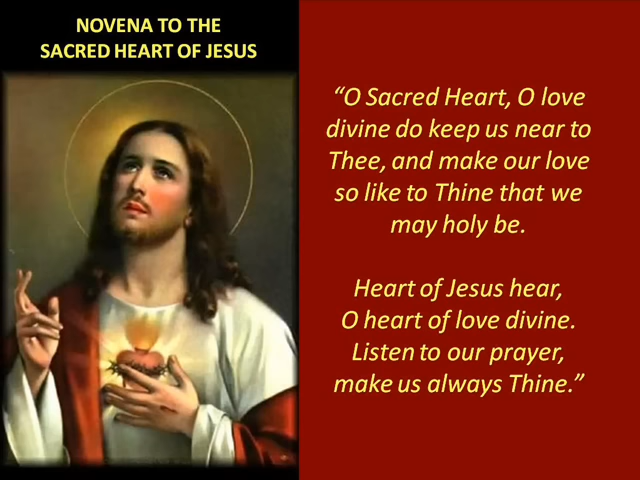 NOVENA TO THE
SACRED HEART OF JESUS
“O Sacred Heart, O love
divine do keep us near to
Thee, and make our love
so like to Thine that we
may holy be.
Heart of Jesus hear,
O heart of love divine.
Listen to our prayer,
make us always Thine.”